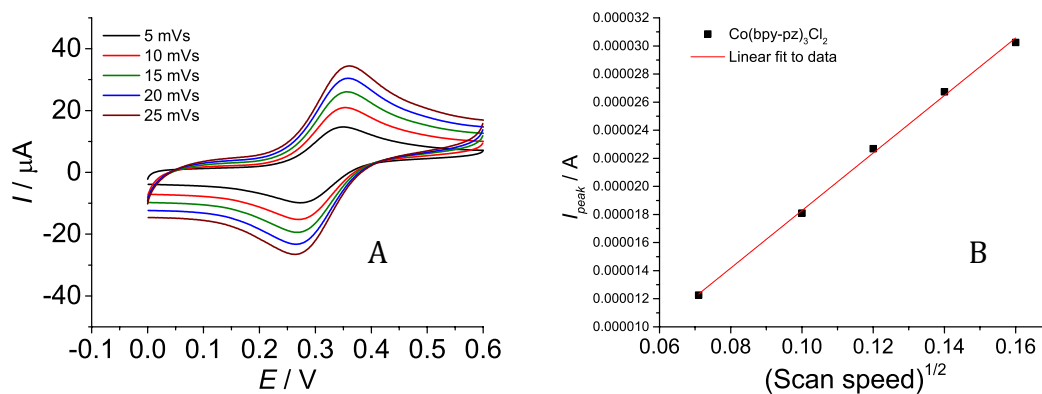 5 mVs
10 mVs
15 mVs
20 mVs
25 mVs
40
20
0
-20
-40
I / μA
A
-0.1 0.0 0.1 0.2 0.3 0.4 0.5 0.6
E / V
Co(bpy-pz)₃Cl₂
Linear fit to data
0.000032
0.000030
0.000028
0.000026
0.000024
0.000022
0.000020
0.000018
0.000016
0.000014
0.000012
0.000010
I_peak / A
B
0.06 0.08 0.10 0.12 0.14 0.16
(Scan speed)^1/2